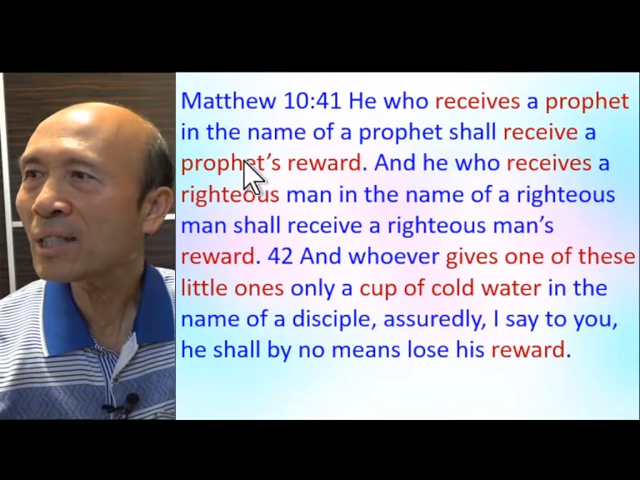 Matthew 10:41 He who receives a prophet
in the name of a prophet shall receive a
prophet’s reward. And he who receives a
righteous man in the name of a righteous
man shall receive a righteous man’s
reward. 42 And whoever gives one of these
little ones only a cup of cold water in the
name of a disciple, assuredly, I say to you,
he shall by no means lose his reward.